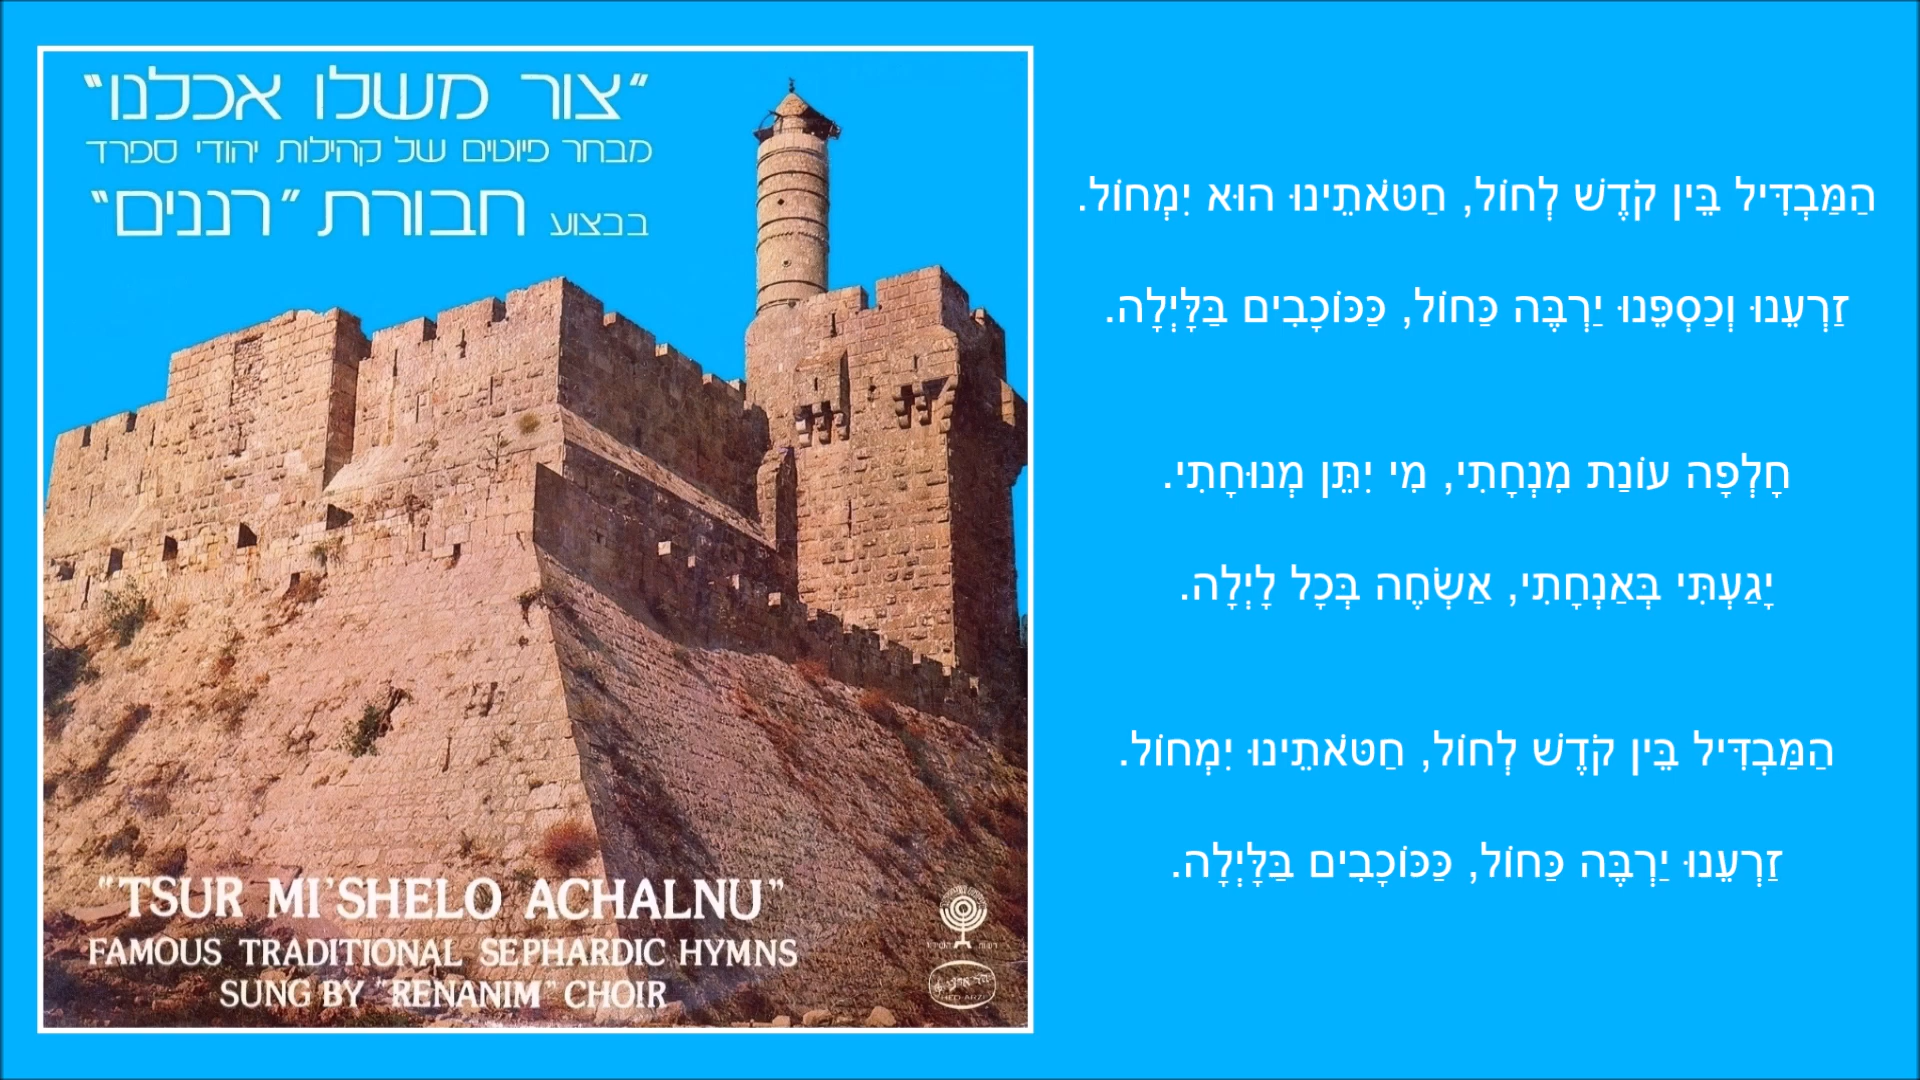 "צור משלו אכלנו"
מבחר פיוטים של קהילות יהודי ספרד
בבצוע חבורת "רננים"
"TSUR MI'SHELO ACHALNU"
FAMOUS TRADITIONAL SEPHARDIC HYMNS
SUNG BY "RENANIM" CHOIR
HED-ARZI
הַמַּבְדִּיל בֵּין קֹדֶשׁ לְחוֹל, חַטֹּאתֵינוּ הוּא יִמְחוֹל.
זַרְעֵנוּ וְכַסְפֵּנוּ יַרְבֶּה כַּחוֹל, כַּכּוֹכָבִים בַּלָּיְלָה.
חָלְפָה עוֹנַת מִנְחָתִי, מִי יִתֵּן מְנוּחָתִי.
יָגַעְתִּי בְּאַנְחָתִי, אַשְׂחֶה בְּכָל לָיְלָה.
הַמַּבְדִּיל בֵּין קֹדֶשׁ לְחוֹל, חַטֹּאתֵינוּ יִמְחוֹל.
זַרְעֵנוּ יַרְבֶּה כַּחוֹל, כַּכּוֹכָבִים בַּלָּיְלָה.